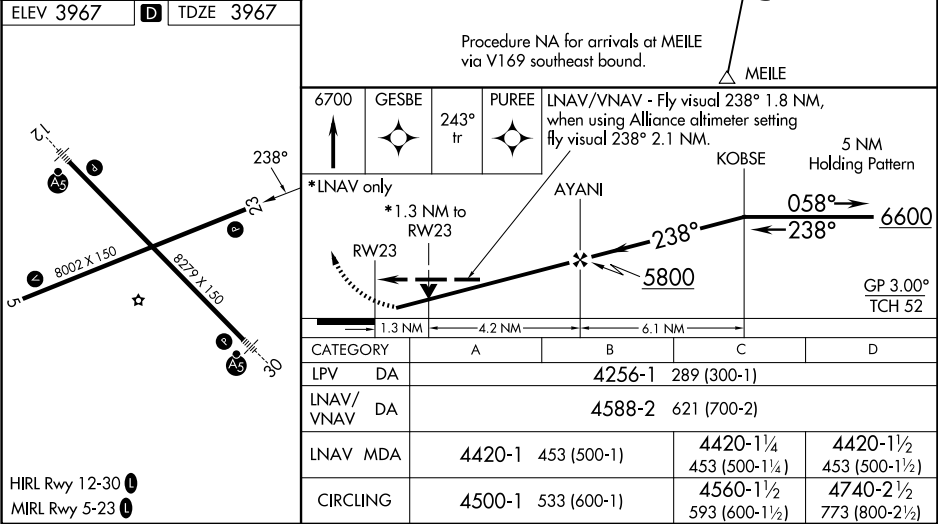 ELEV 3967 D TDZE 3967
12
A5
P
238°
23
P
8002 X 150
8279 X 150
V
5
P
A5
30
HIRL Rwy 12-30 L
MIRL Rwy 5-23 L
Procedure NA for arrivals at MEILE
via V169 southeast bound.
MEILE
6700
GESBE
243°
tr
PUREE
LNAV/VNAV - Fly visual 238° 1.8 NM,
when using Alliance altimeter setting
fly visual 238° 2.1 NM.
*LNAV only
*1.3 NM to
RW23
RW23
AYANI
KOBSE
5 NM
Holding Pattern
058°
238°
6600
238°
5800
GP 3.00°
TCH 52
1.3 NM 4.2 NM 6.1 NM
CATEGORY A B C D
LPV DA 4256-1 289 (300-1)
LNAV/
VNAV DA 4588-2 621 (700-2)
LNAV MDA 4420-1 453 (500-1) 4420-1¼ 4420-1½
453 (500-1¼) 453 (500-1½)
CIRCLING 4500-1 533 (600-1) 4560-1½ 4740-2½
593 (600-1½) 773 (800-2½)